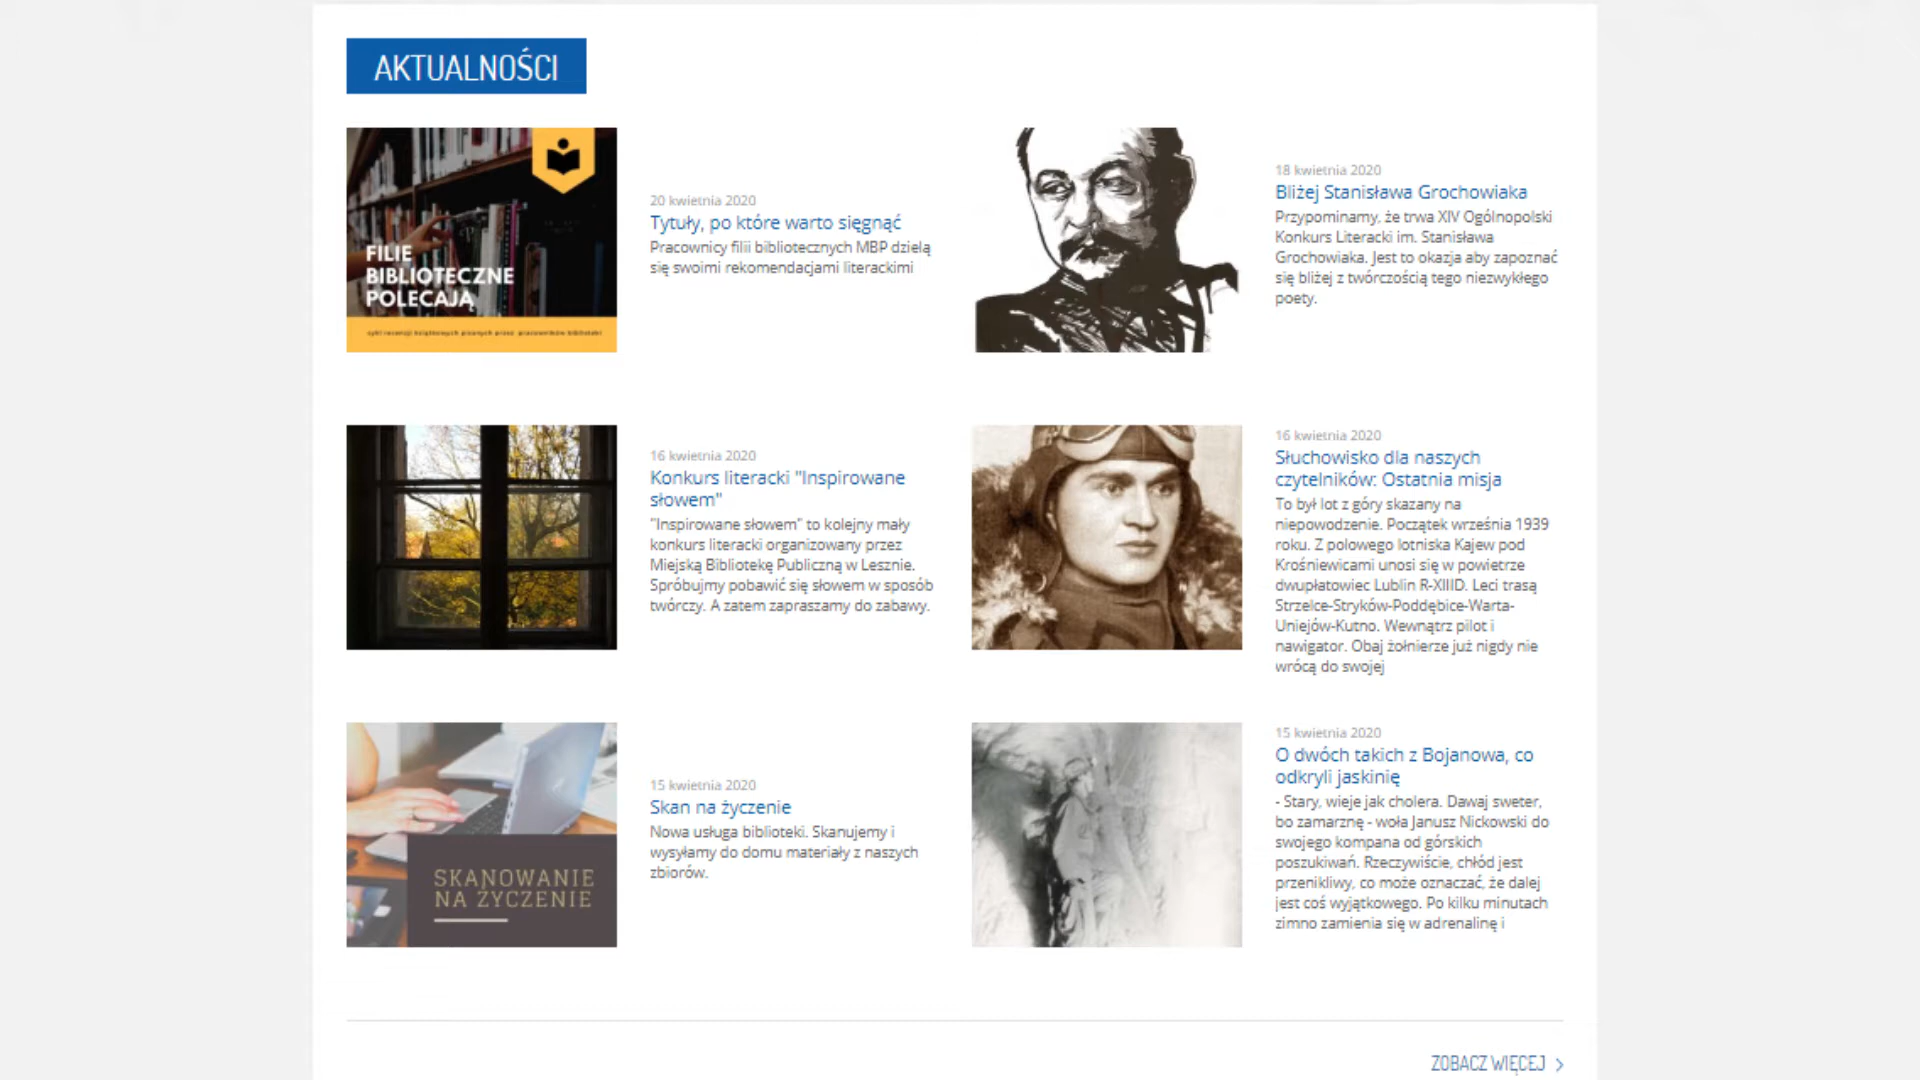 AKTUALNOŚCI
FILIE
BIBLIOTECZNE
POLECAJĄ
cykl recenzji książkowych pisanych przez pracowników biblioteki
20 kwietnia 2020
Tytuły, po które warto sięgnąć
Pracownicy filii bibliotecznych MBP dzielą
się swoimi rekomendacjami literackimi
18 kwietnia 2020
Bliżej Stanisława Grochowiaka
Przypominamy, że trwa XIV Ogólnopolski
Konkurs Literacki im. Stanisława
Grochowiaka. Jest to okazja aby zapoznać
się bliżej z twórczością tego niezwykłego
poety.
16 kwietnia 2020
Konkurs literacki "Inspirowane
słowem"
"Inspirowane słowem" to kolejny mały
konkurs literacki organizowany przez
Miejską Bibliotekę Publiczną w Lesznie.
Spróbujmy pobawić się słowem w sposób
twórczy. A zatem zapraszamy do zabawy.
16 kwietnia 2020
Słuchowisko dla naszych
czytelników: Ostatnia misja
To był lot z góry skazany na
niepowodzenie. Początek września 1939
roku. Z polowego lotniska Kajew pod
Krośniewicami unosi się w powietrze
dwupłatowiec Lublin R-XIIID. Leci trasą
Strzelce-Stryków-Poddębice-Warta-
Uniejów-Kutno. Wewnątrz pilot i
nawigator. Obaj żołnierze już nigdy nie
wrócą do swojej
SKANOWANIE
NA ŻYCZENIE
15 kwietnia 2020
Skan na życzenie
Nowa usługa biblioteki. Skanujemy i
wysyłamy do domu materiały z naszych
zbiorów.
15 kwietnia 2020
O dwóch takich z Bojanowa, co
odkryli jaskinię
- Stary, wieje jak cholera. Dawaj sweter,
bo zamarznę - woła Janusz Nickowski do
swojego kompana od górskich
poszukiwań. Rzeczywiście, chłód jest
przenikliwy, co może oznaczać, że dalej
jest coś wyjątkowego. Po kilku minutach
zimno zamienia się w adrenalinę i
ZOBACZ WIĘCEJ